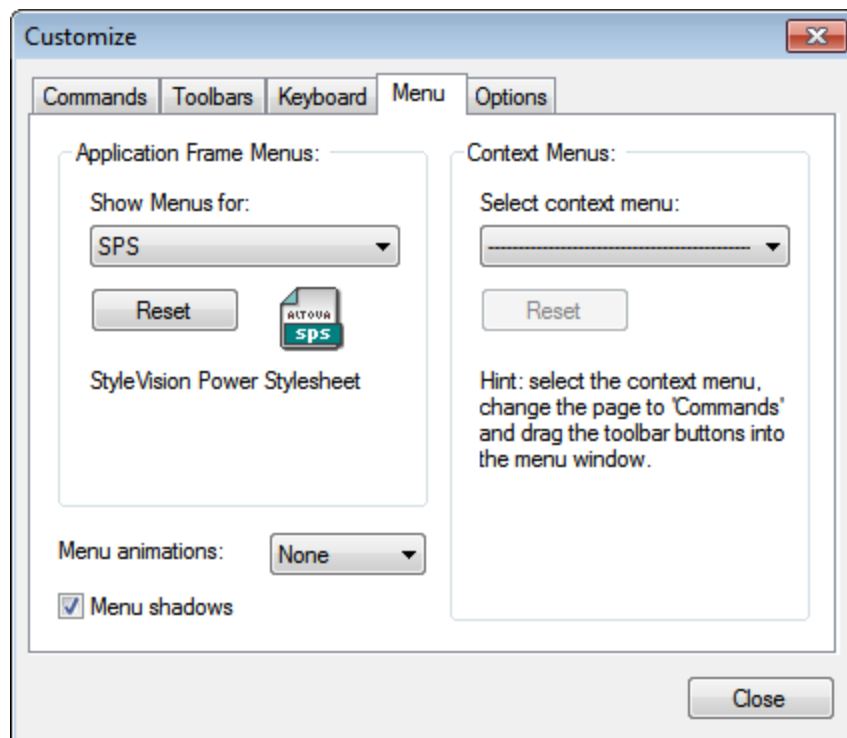 Customize
Commands Toolbars Keyboard Menu Options
Application Frame Menus:
Show Menus for:
SPS
Reset
ALTOVA
sps
StyleVision Power Stylesheet
Menu animations:
None
Menu shadows
Context Menus:
Select context menu:
Reset
Hint: select the context menu,
change the page to 'Commands'
and drag the toolbar buttons into
the menu window.
Close